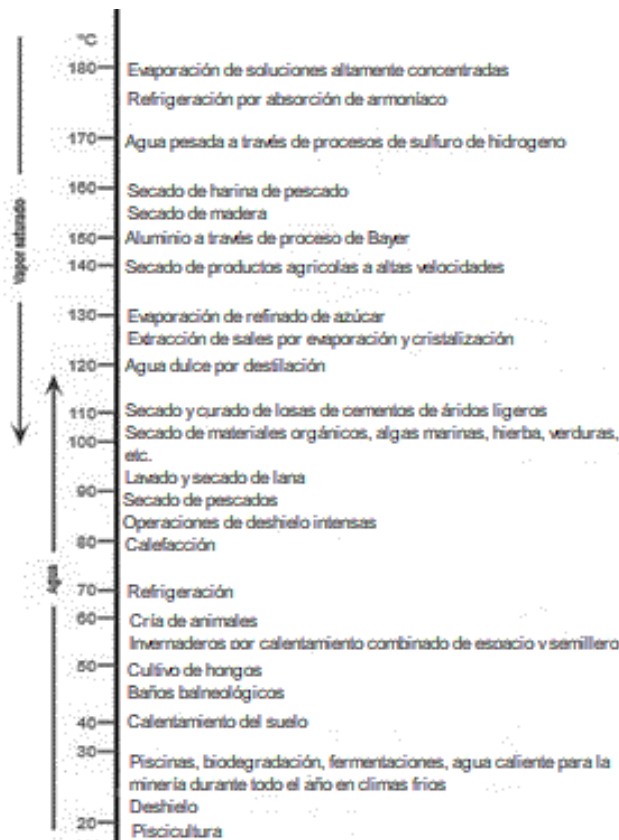 °C
180 Evaporación de soluciones altamente concentradas
Refrigeración por absorción de armoníaco
170 Agua pesada a través de procesos de sulfuro de hidrogeno
160 Secado de harina de pescado
Secado de madera
150 Aluminio a través de proceso de Bayer
140 Secado de productos agricolas a altas velocidades
Vapor saturado
130 Evaporación de refinado de azúcar
Extracción de sales por evaporación y cristalización
120 Agua dulce por destilación
110 Secado y curado de losas de cementos de áridos ligeros
100 Secado de materiales orgánicos, algas marinas, hierba, verduras,
etc.
Lavado y secado de lana
90 Secado de pescados
Operaciones de deshielo intensas
80 Calefacción
Agua
70 Refrigeración
60 Cría de animales
Invernaderos por calentamiento combinado de espacio y semillero
50 Cultivo de hongos
Baños balneológicos
40 Calentamiento del suelo
30 Piscinas, biodegradación, fermentaciones, agua caliente para la
minería durante todo el año en climas frios
Deshielo
20 Piscicultura